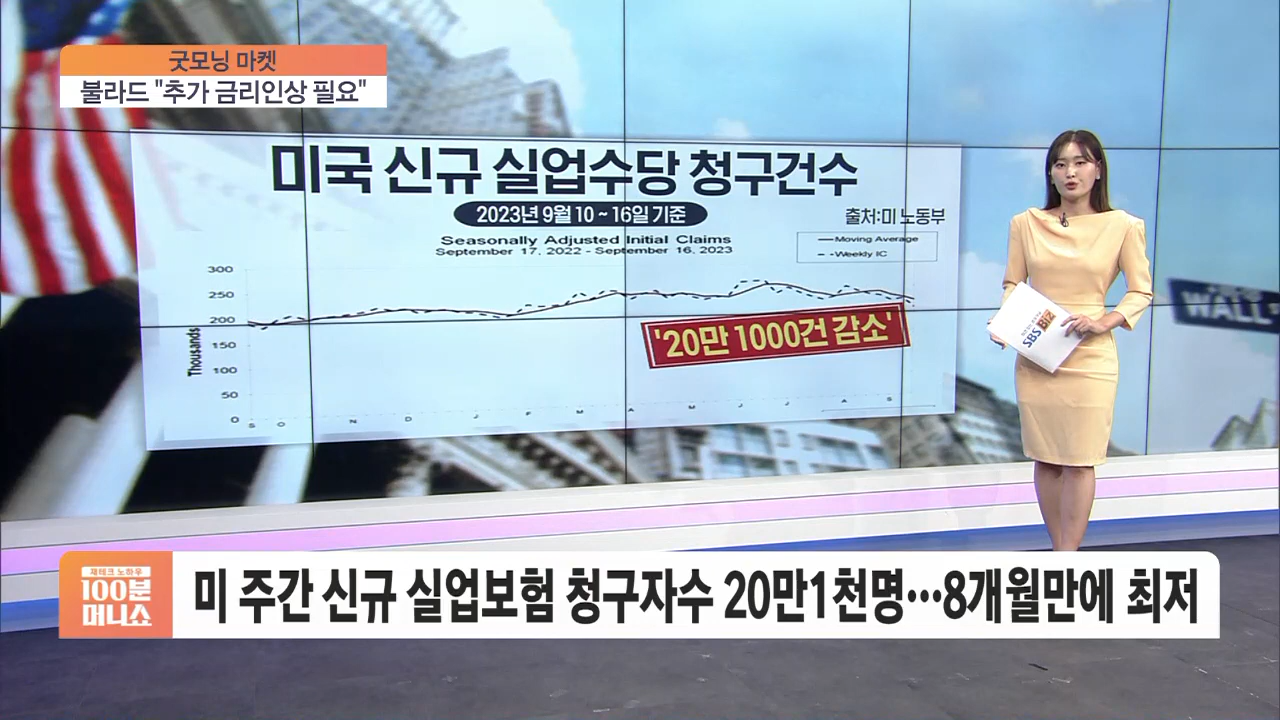 굿모닝 마켓
불라드 "추가 금리인상 필요"
미국 신규 실업수당 청구건수
2023년 9월 10 ~ 16일 기준
출처:미 노동부
Seasonally Adjusted Initial Claims
September 17, 2022 - September 16, 2023
Moving Average
Weekly IC
300
250
200
150
100
50
0
Thousands
S O N D J F M A M J J A S
'20만 1000건 감소'
SBS Biz
WALL
재테크 노하우
100분
머니쇼
미 주간 신규 실업보험 청구자수 20만1천명…8개월만에 최저